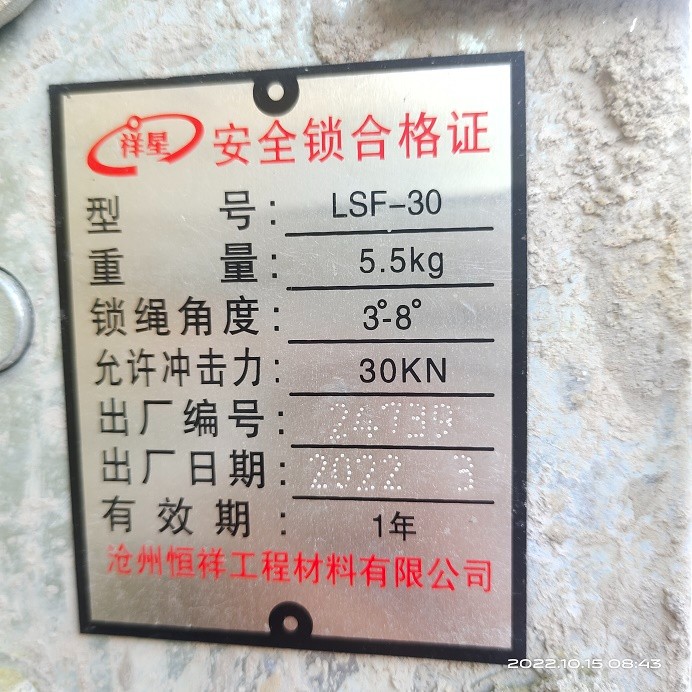 祥星 安全锁合格证
型号: LSF-30
重量: 5.5kg
锁绳角度: 3°-8°
允许冲击力: 30KN
出厂编号: 24739
出厂日期: 2022 3
有效期: 1年
沧州恒祥工程材料有限公司
2022.10.15 08:43